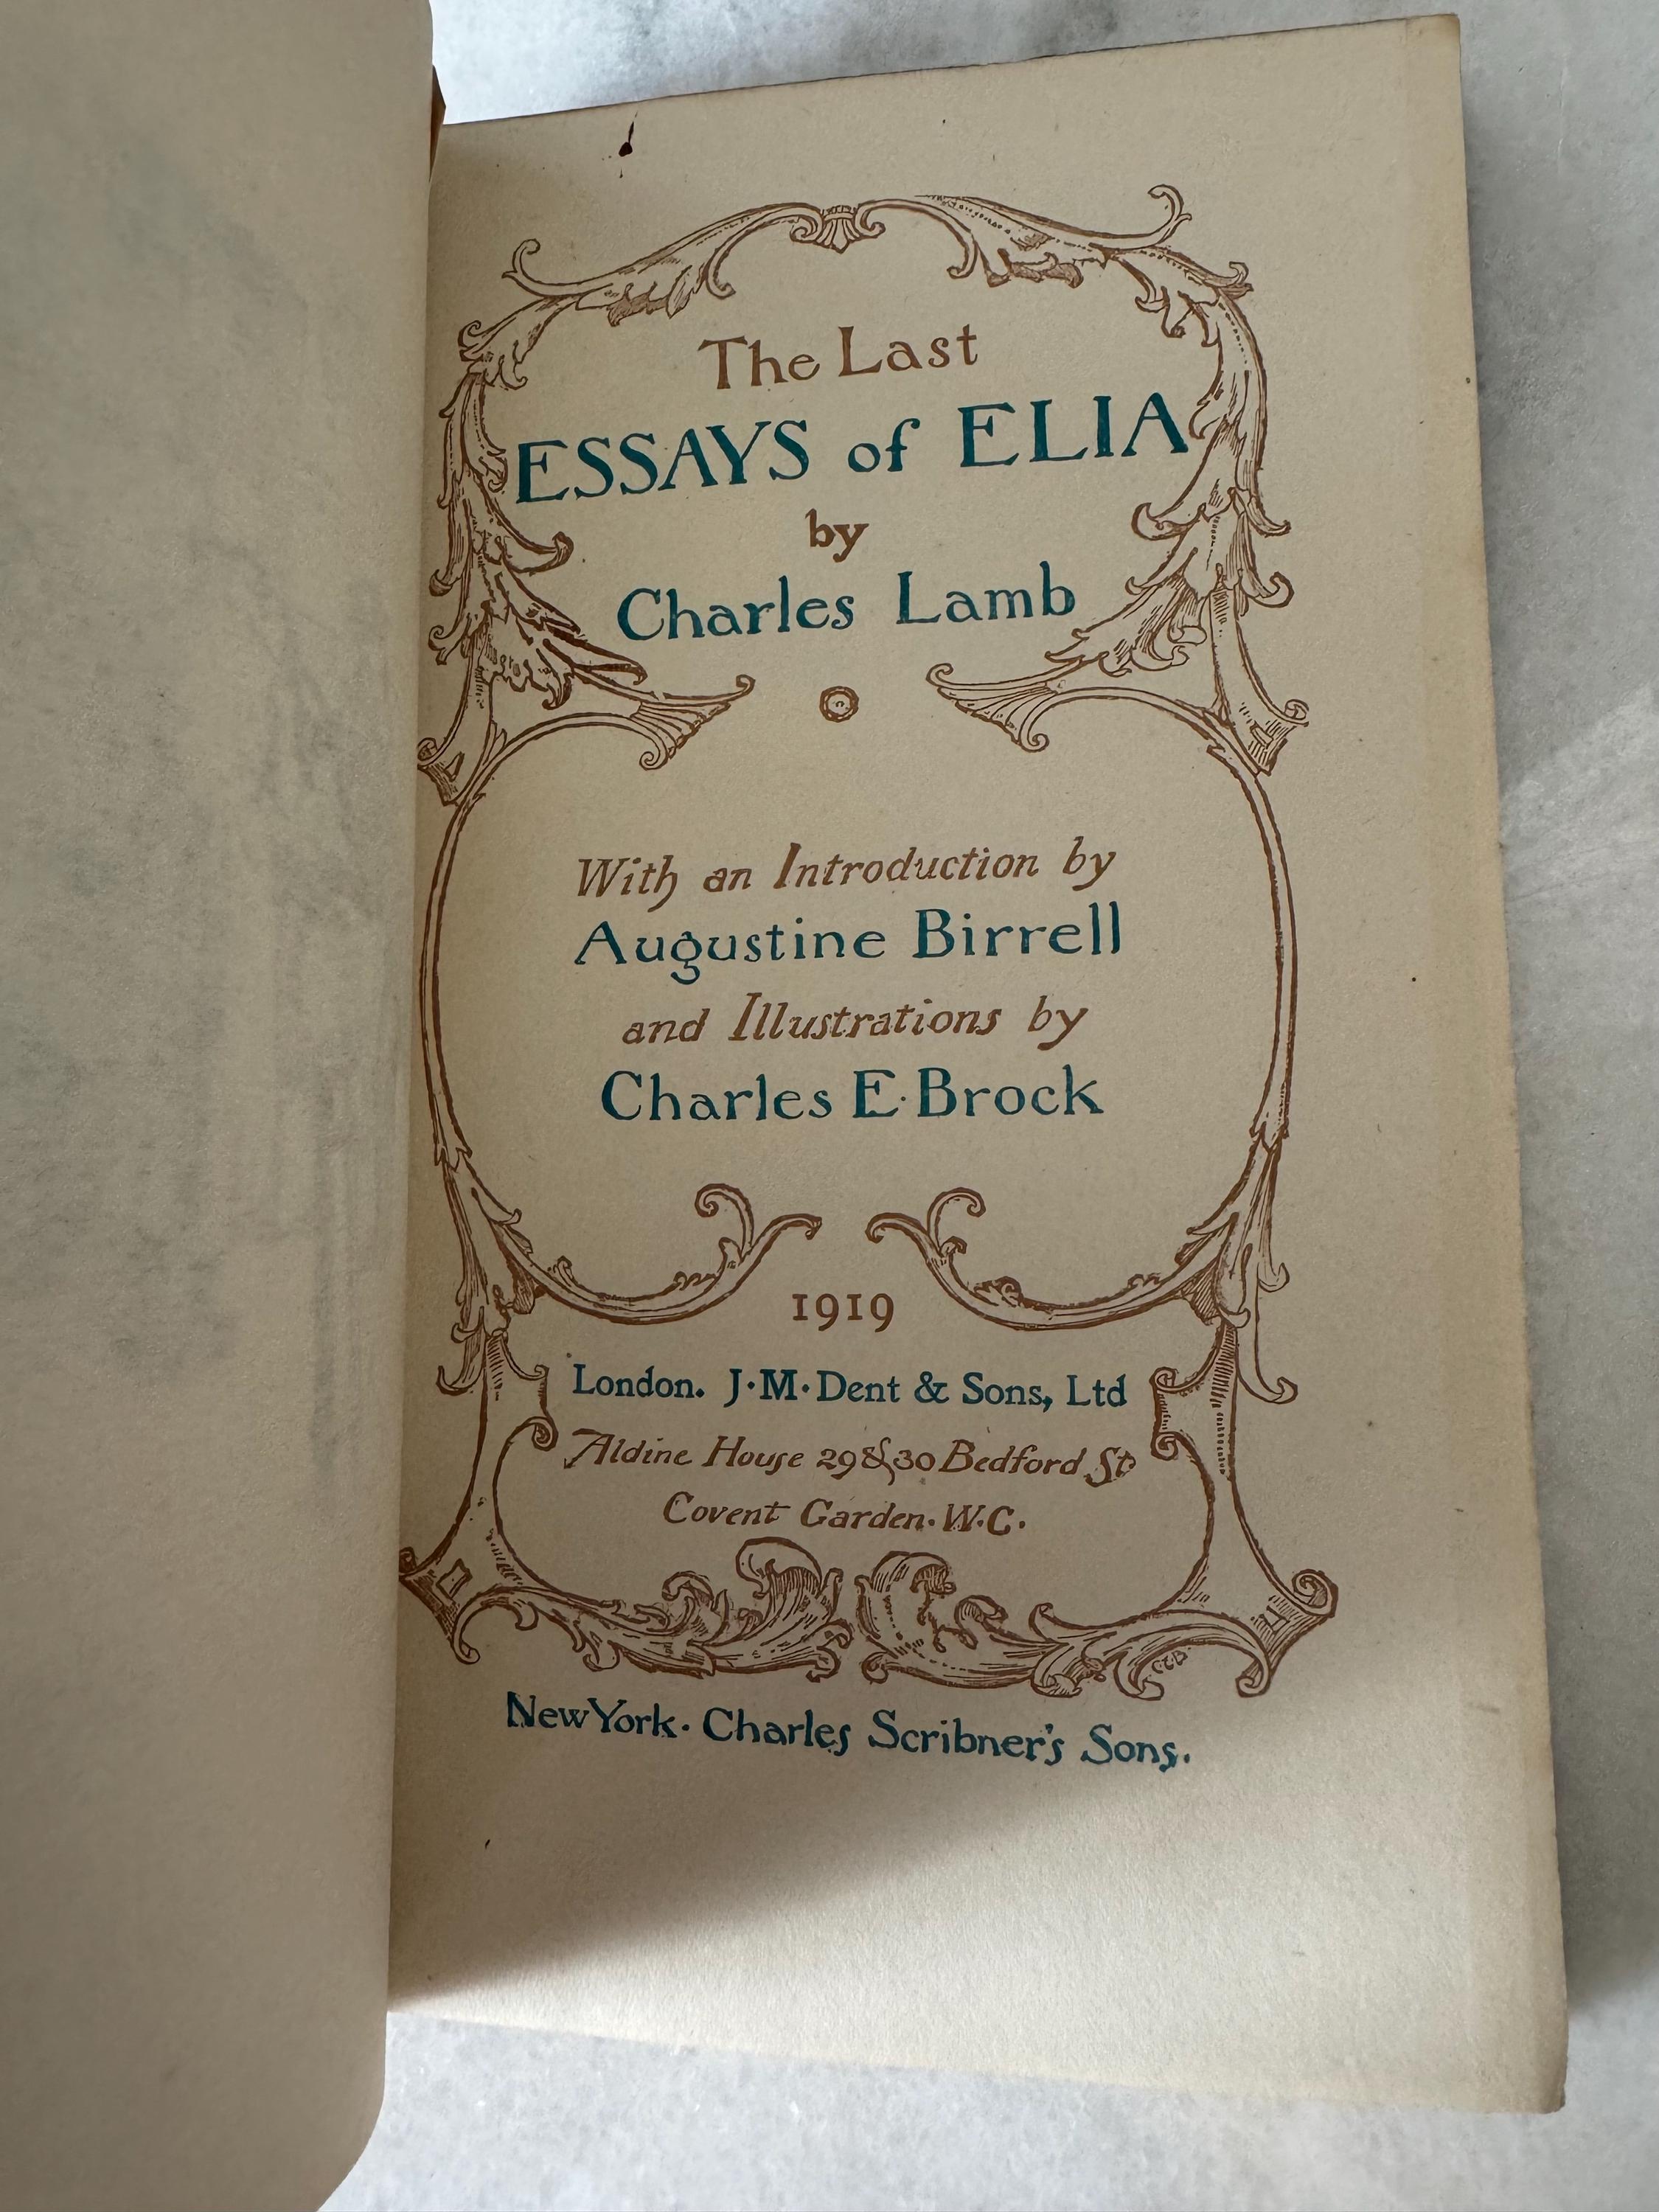 The Last
ESSAYS of ELIA
by
Charles Lamb
With an Introduction by
Augustine Birrell
and Illustrations by
Charles E. Brock
1919
London. J. M. Dent & Sons, Ltd
Aldine House 29 & 30 Bedford St
Covent Garden. W.C.
CEB
New York. Charles Scribner's Sons.